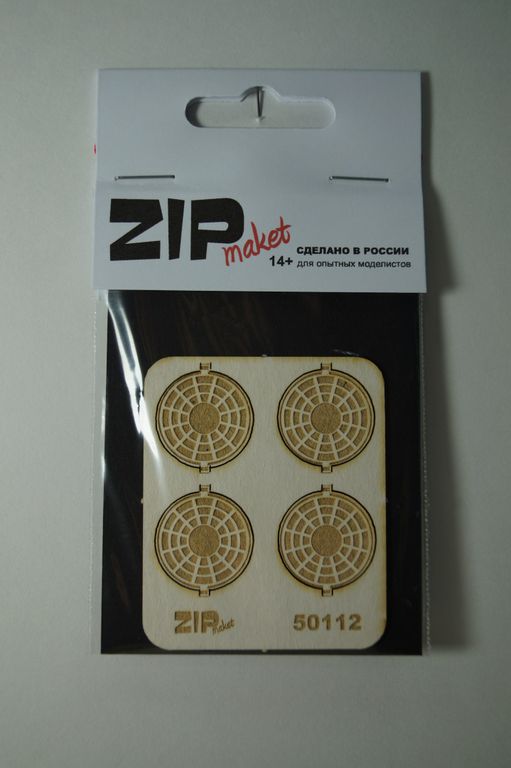 ZIP
maket
СДЕЛАНО В РОССИИ
14+ для опытных моделистов
ZIP maket
50112